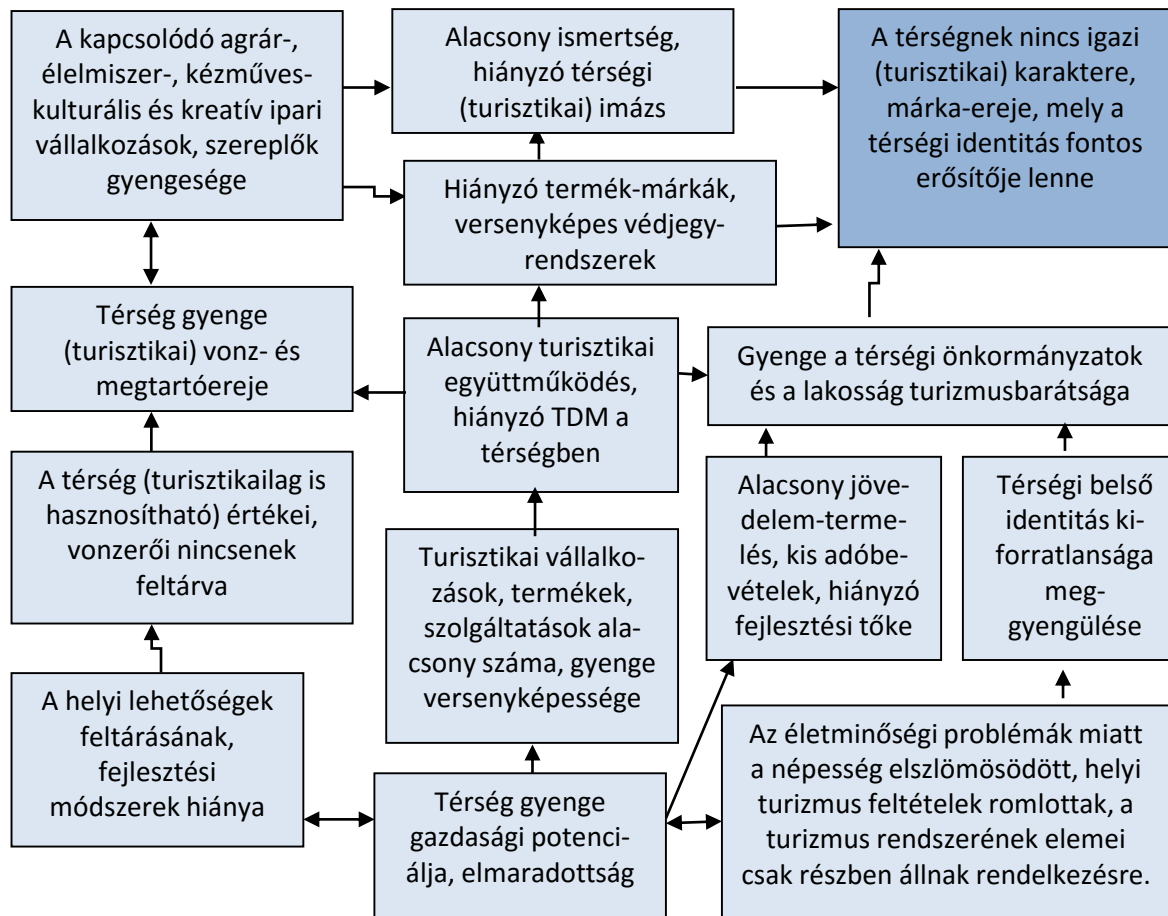 A kapcsolódó agrár-,
élelmiszer-, kézműves-
kulturális és kreatív ipari
vállalkozások, szereplők
gyengesége
Alacsony ismertség,
hiányzó térségi
(turisztikai) imázs
A térségnek nincs igazi
(turisztikai) karaktere,
márka-ereje, mely a
térségi identitás fontos
erősítője lenne
Hiányzó termék-márkák,
versenyképes védjegy-
rendszerek
Térség gyenge
(turisztikai) vonz- és
megtartóereje
Alacsony turisztikai
együttműködés,
hiányzó TDM a
térségben
Gyenge a térségi önkormányzatok
és a lakosság turizmusbarátsága
A térség (turisztikailag is
hasznosítható) értékei,
vonzerői nincsenek
feltárva
Turisztikai vállalko-
zások, termékek,
szolgáltatások ala-
csony száma, gyenge
versenyképessége
Alacsony jöve-
delem-terme-
lés, kis adóbe-
vételek, hiányzó
fejlesztési tőke
Térségi belső
identitás ki-
forratlansága
meg-
gyengülése
A helyi lehetőségek
feltárásának,
fejlesztési
módszerek hiánya
Térség gyenge
gazdasági potenci-
álja, elmaradottság
Az életminőségi problémák miatt
a népesség elszlömösödött, helyi
turizmus feltételek romlottak, a
turizmus rendszerének elemei
csak részben állnak rendelkezésre.